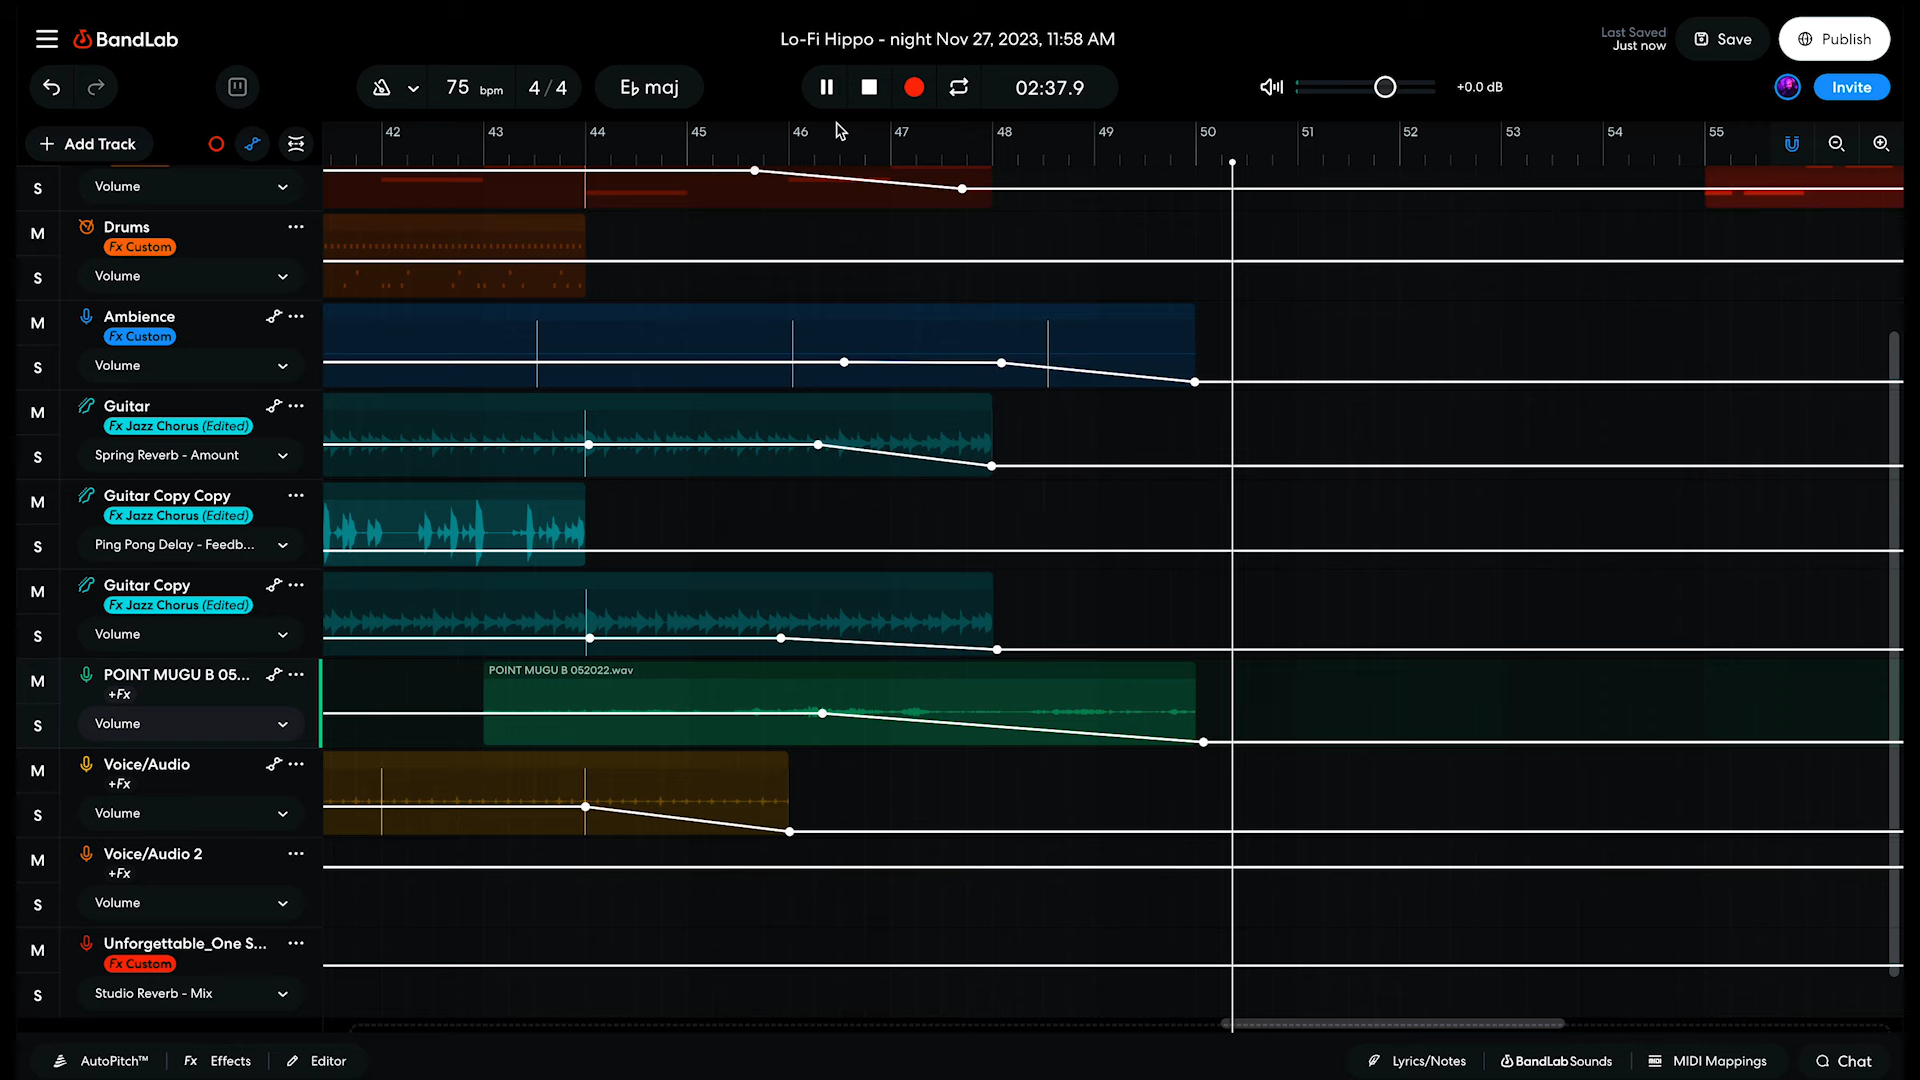 BandLab
Lo-Fi Hippo - night Nov 27, 2023, 11:58 AM
Last Saved
Just now
Save
Publish
75 bpm
4 / 4
E♭ maj
02:37.9
+0.0 dB
Invite
Add Track
42 43 44 45 46 47 48 49 50 51 52 53 54 55
S
Volume
M
Drums
Fx Custom
S
Volume
M
Ambience
Fx Custom
S
Volume
M
Guitar
Fx Jazz Chorus (Edited)
S
Spring Reverb - Amount
M
Guitar Copy Copy
Fx Jazz Chorus (Edited)
S
Ping Pong Delay - Feedb...
M
Guitar Copy
Fx Jazz Chorus (Edited)
S
Volume
M
POINT MUGU B 05...
+Fx
POINT MUGU B 052022.wav
S
Volume
M
Voice/Audio
+Fx
S
Volume
M
Voice/Audio 2
+Fx
S
Volume
M
Unforgettable_One S...
Fx Custom
S
Studio Reverb - Mix
AutoPitch™
Fx Effects
Editor
Lyrics/Notes
BandLab Sounds
MIDI Mappings
Chat